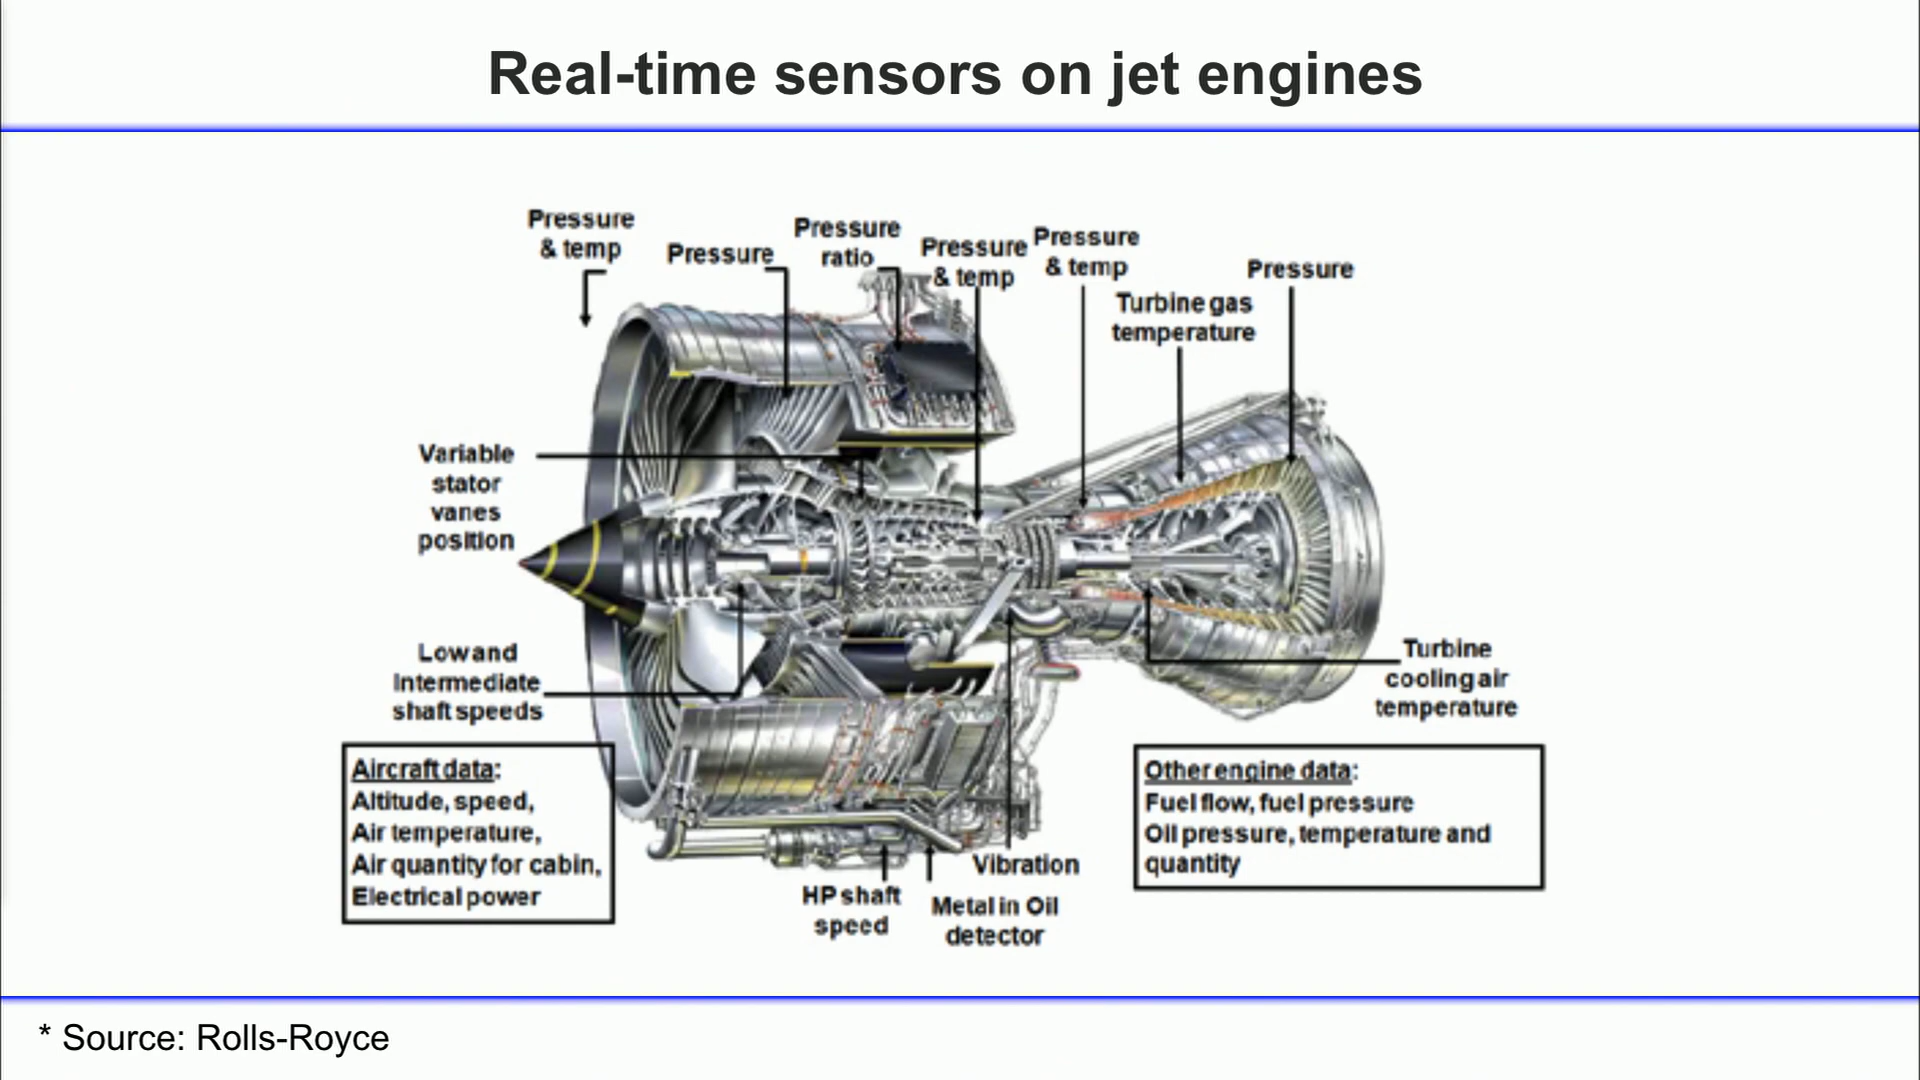 Real-time sensors on jet engines
Pressure
& temp
Pressure
Pressure
ratio
Pressure
& temp
Pressure
& temp
Turbine gas
temperature
Pressure
Variable
stator
vanes
position
Low and
Intermediate
shaft speeds
Turbine
cooling air
temperature
Aircraft data:
Altitude, speed,
Air temperature,
Air quantity for cabin,
Electrical power
Other engine data:
Fuel flow, fuel pressure
Oil pressure, temperature and
quantity
Vibration
HP shaft
speed
Metal in Oil
detector
* Source: Rolls-Royce